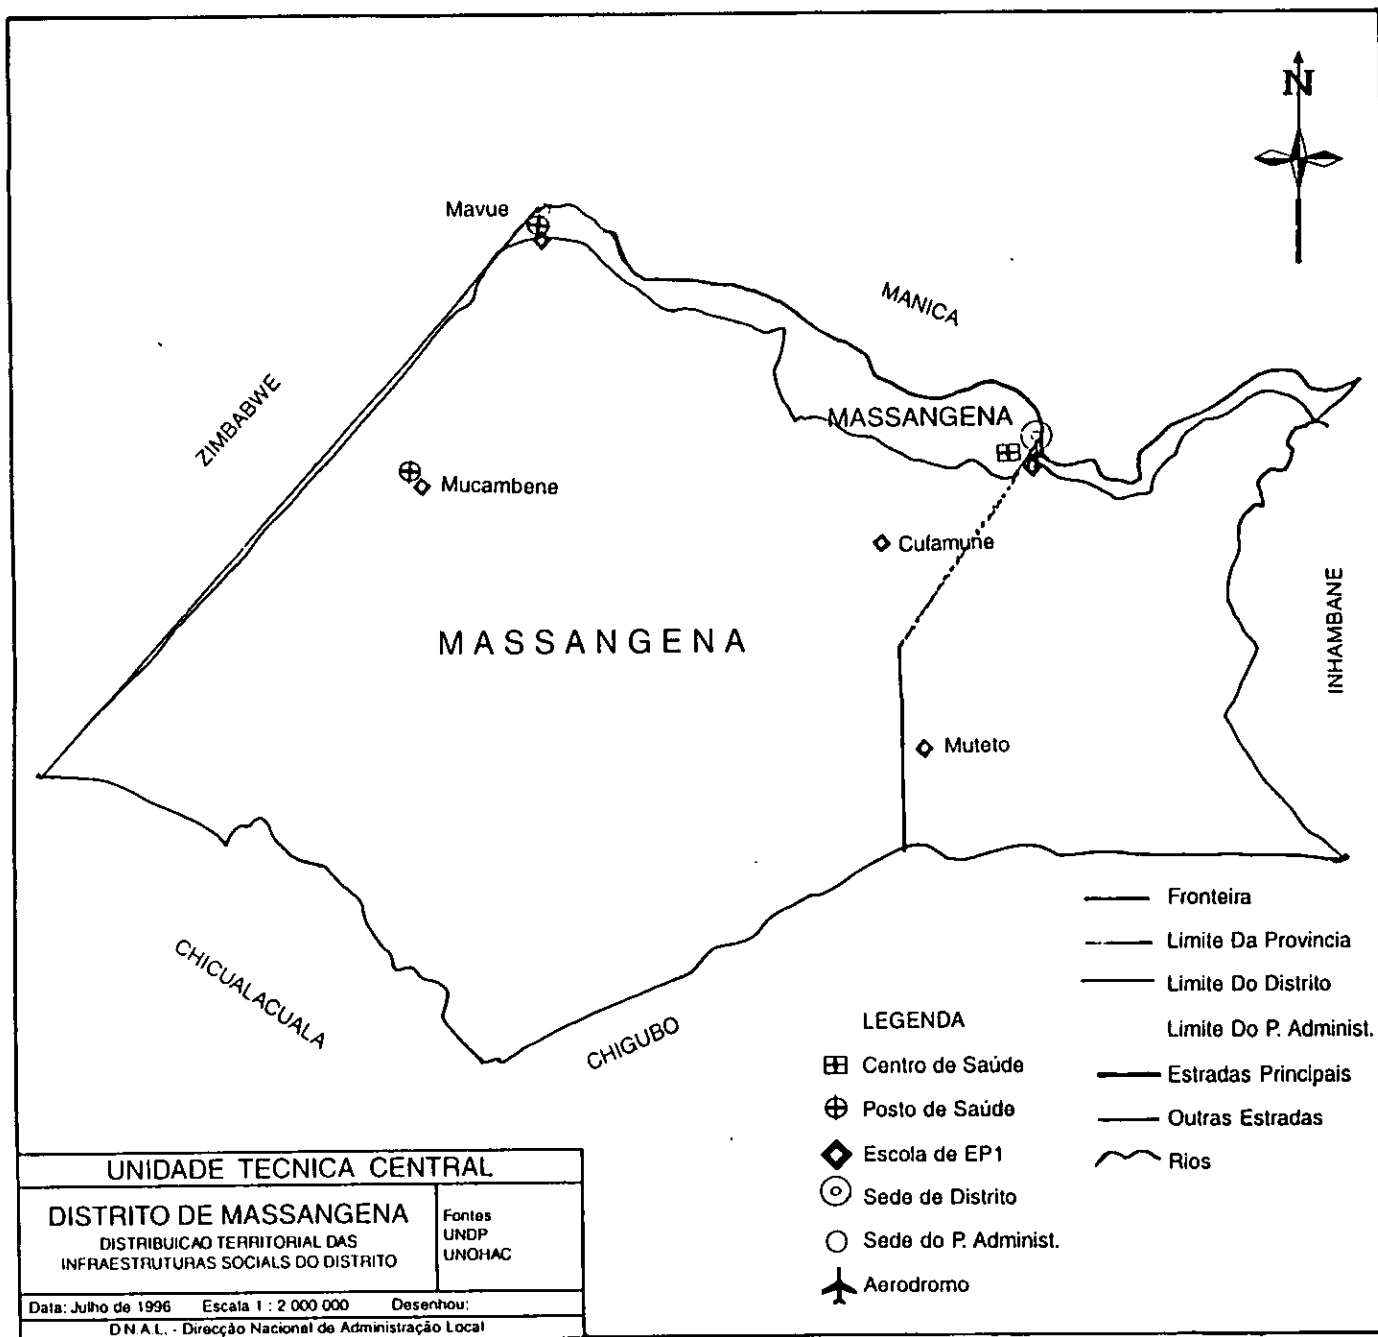 N
Mavue
MANICA
ZIMBABWE
MASSANGENA
Mucambene
Cufamune
MASSANGENA
INHAMBANE
Muteto
CHICUALACUALA
CHIGUBO
Fronteira
Limite Da Provincia
Limite Do Distrito
Limite Do P. Administ.
Estradas Principais
Outras Estradas
Rios
LEGENDA
Centro de Saúde
Posto de Saúde
Escola de EP1
Sede de Distrito
Sede do P. Administ.
Aerodromo
UNIDADE TECNICA CENTRAL
DISTRITO DE MASSANGENA
DISTRIBUICAO TERRITORIAL DAS
INFRAESTRUTURAS SOCIALS DO DISTRITO
Fontes
UNDP
UNOHAC
Data: Julho de 1996 Escala 1 : 2 000 000 Desenhou:
D.N.A.L. - Direcção Nacional de Administração Local